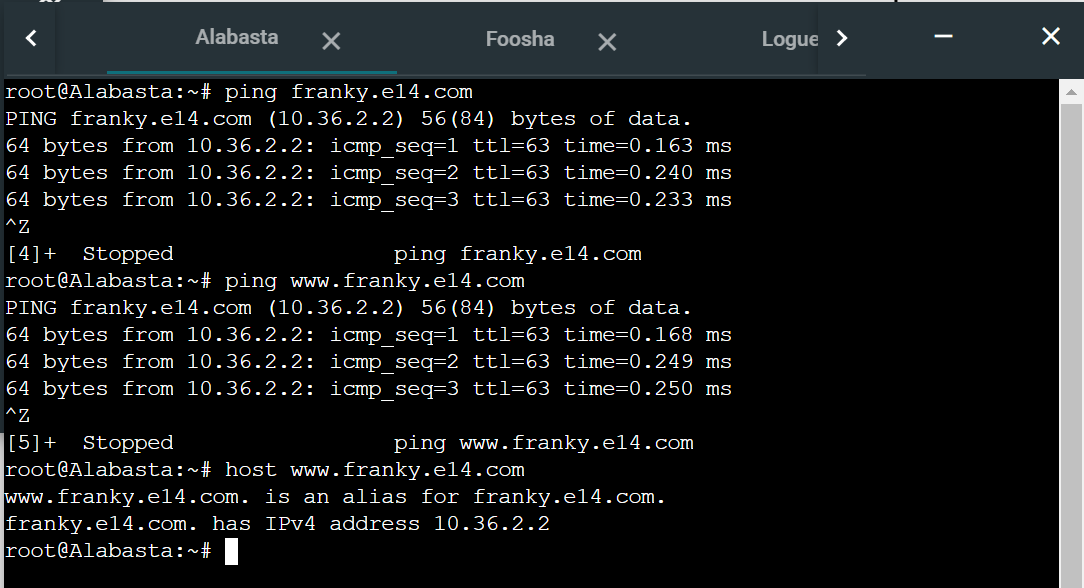 Alabasta Foosha Logue
root@Alabasta:~# ping franky.e14.com
PING franky.e14.com (10.36.2.2) 56(84) bytes of data.
64 bytes from 10.36.2.2: icmp_seq=1 ttl=63 time=0.163 ms
64 bytes from 10.36.2.2: icmp_seq=2 ttl=63 time=0.240 ms
64 bytes from 10.36.2.2: icmp_seq=3 ttl=63 time=0.233 ms
^Z
[4]+  Stopped                 ping franky.e14.com
root@Alabasta:~# ping www.franky.e14.com
PING franky.e14.com (10.36.2.2) 56(84) bytes of data.
64 bytes from 10.36.2.2: icmp_seq=1 ttl=63 time=0.168 ms
64 bytes from 10.36.2.2: icmp_seq=2 ttl=63 time=0.249 ms
64 bytes from 10.36.2.2: icmp_seq=3 ttl=63 time=0.250 ms
^Z
[5]+  Stopped                 ping www.franky.e14.com
root@Alabasta:~# host www.franky.e14.com
www.franky.e14.com. is an alias for franky.e14.com.
franky.e14.com. has IPv4 address 10.36.2.2
root@Alabasta:~#